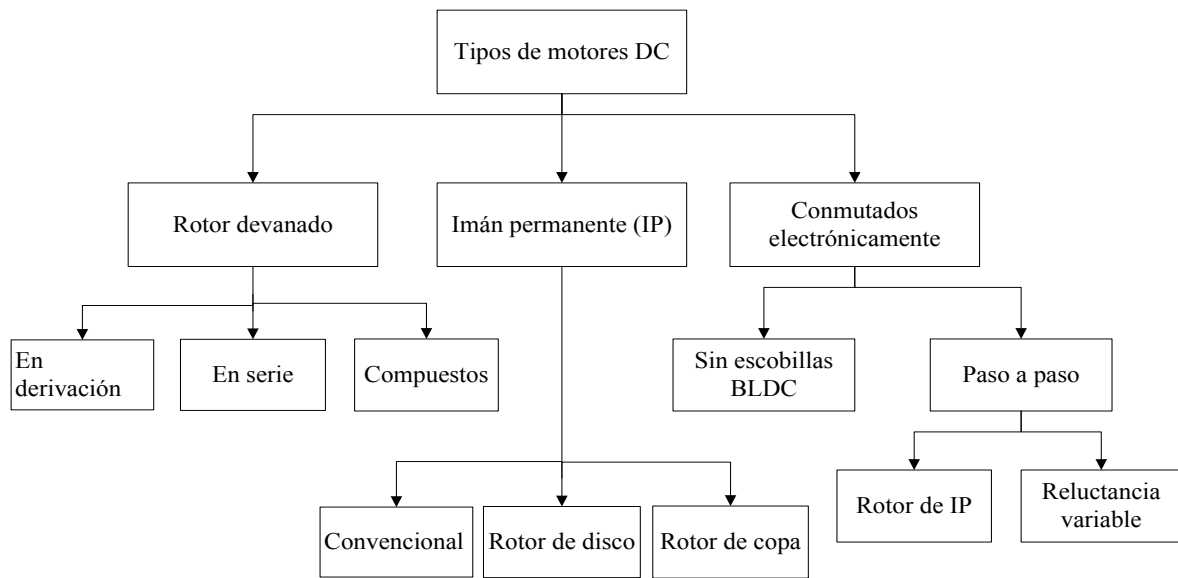 Tipos de motores DC
Rotor devanado
Imán permanente (IP)
Conmutados
electrónicamente
En
derivación
En serie
Compuestos
Sin escobillas
BLDC
Paso a paso
Rotor de IP
Reluctancia
variable
Convencional
Rotor de disco
Rotor de copa